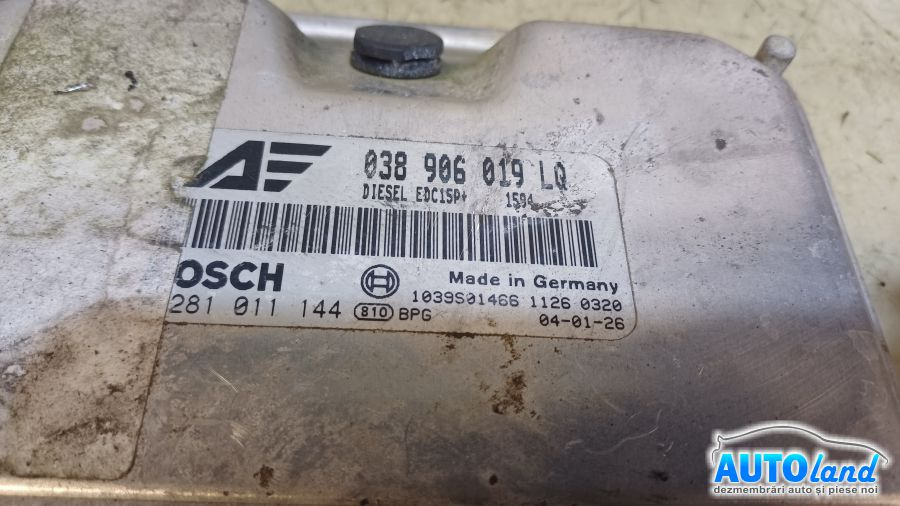 AF
038 906 019 LQ
DIESEL EDC15P+ 1594
OSCH
Made in Germany
281 011 144 810 BPG
1039S01466 1126 0320
04-01-26
AUTOland
dezmembrări auto și piese noi